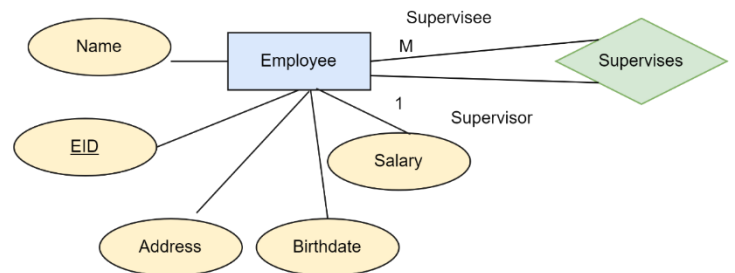 Supervisee
Name
Employee
M
Supervises
1
Supervisor
EID
Salary
Address
Birthdate